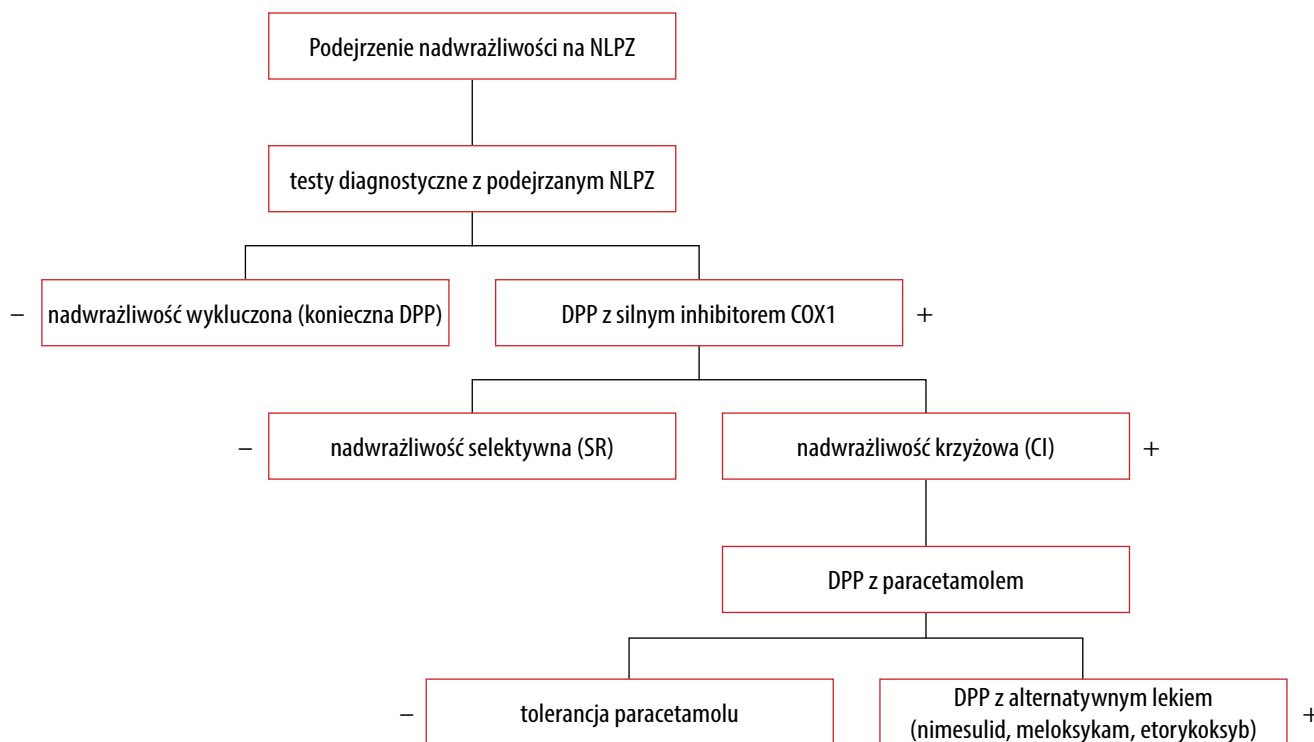 Podejrzenie nadwrażliwości na NLPZ
testy diagnostyczne z podejrzanym NLPZ
– nadwrażliwość wykluczona (konieczna DPP)
DPP z silnym inhibitorem COX1 +
– nadwrażliwość selektywna (SR)
nadwrażliwość krzyżowa (CI) +
DPP z paracetamolem
– tolerancja paracetamolu
DPP z alternatywnym lekiem
(nimesulid, meloksykam, etorykoksyb) +